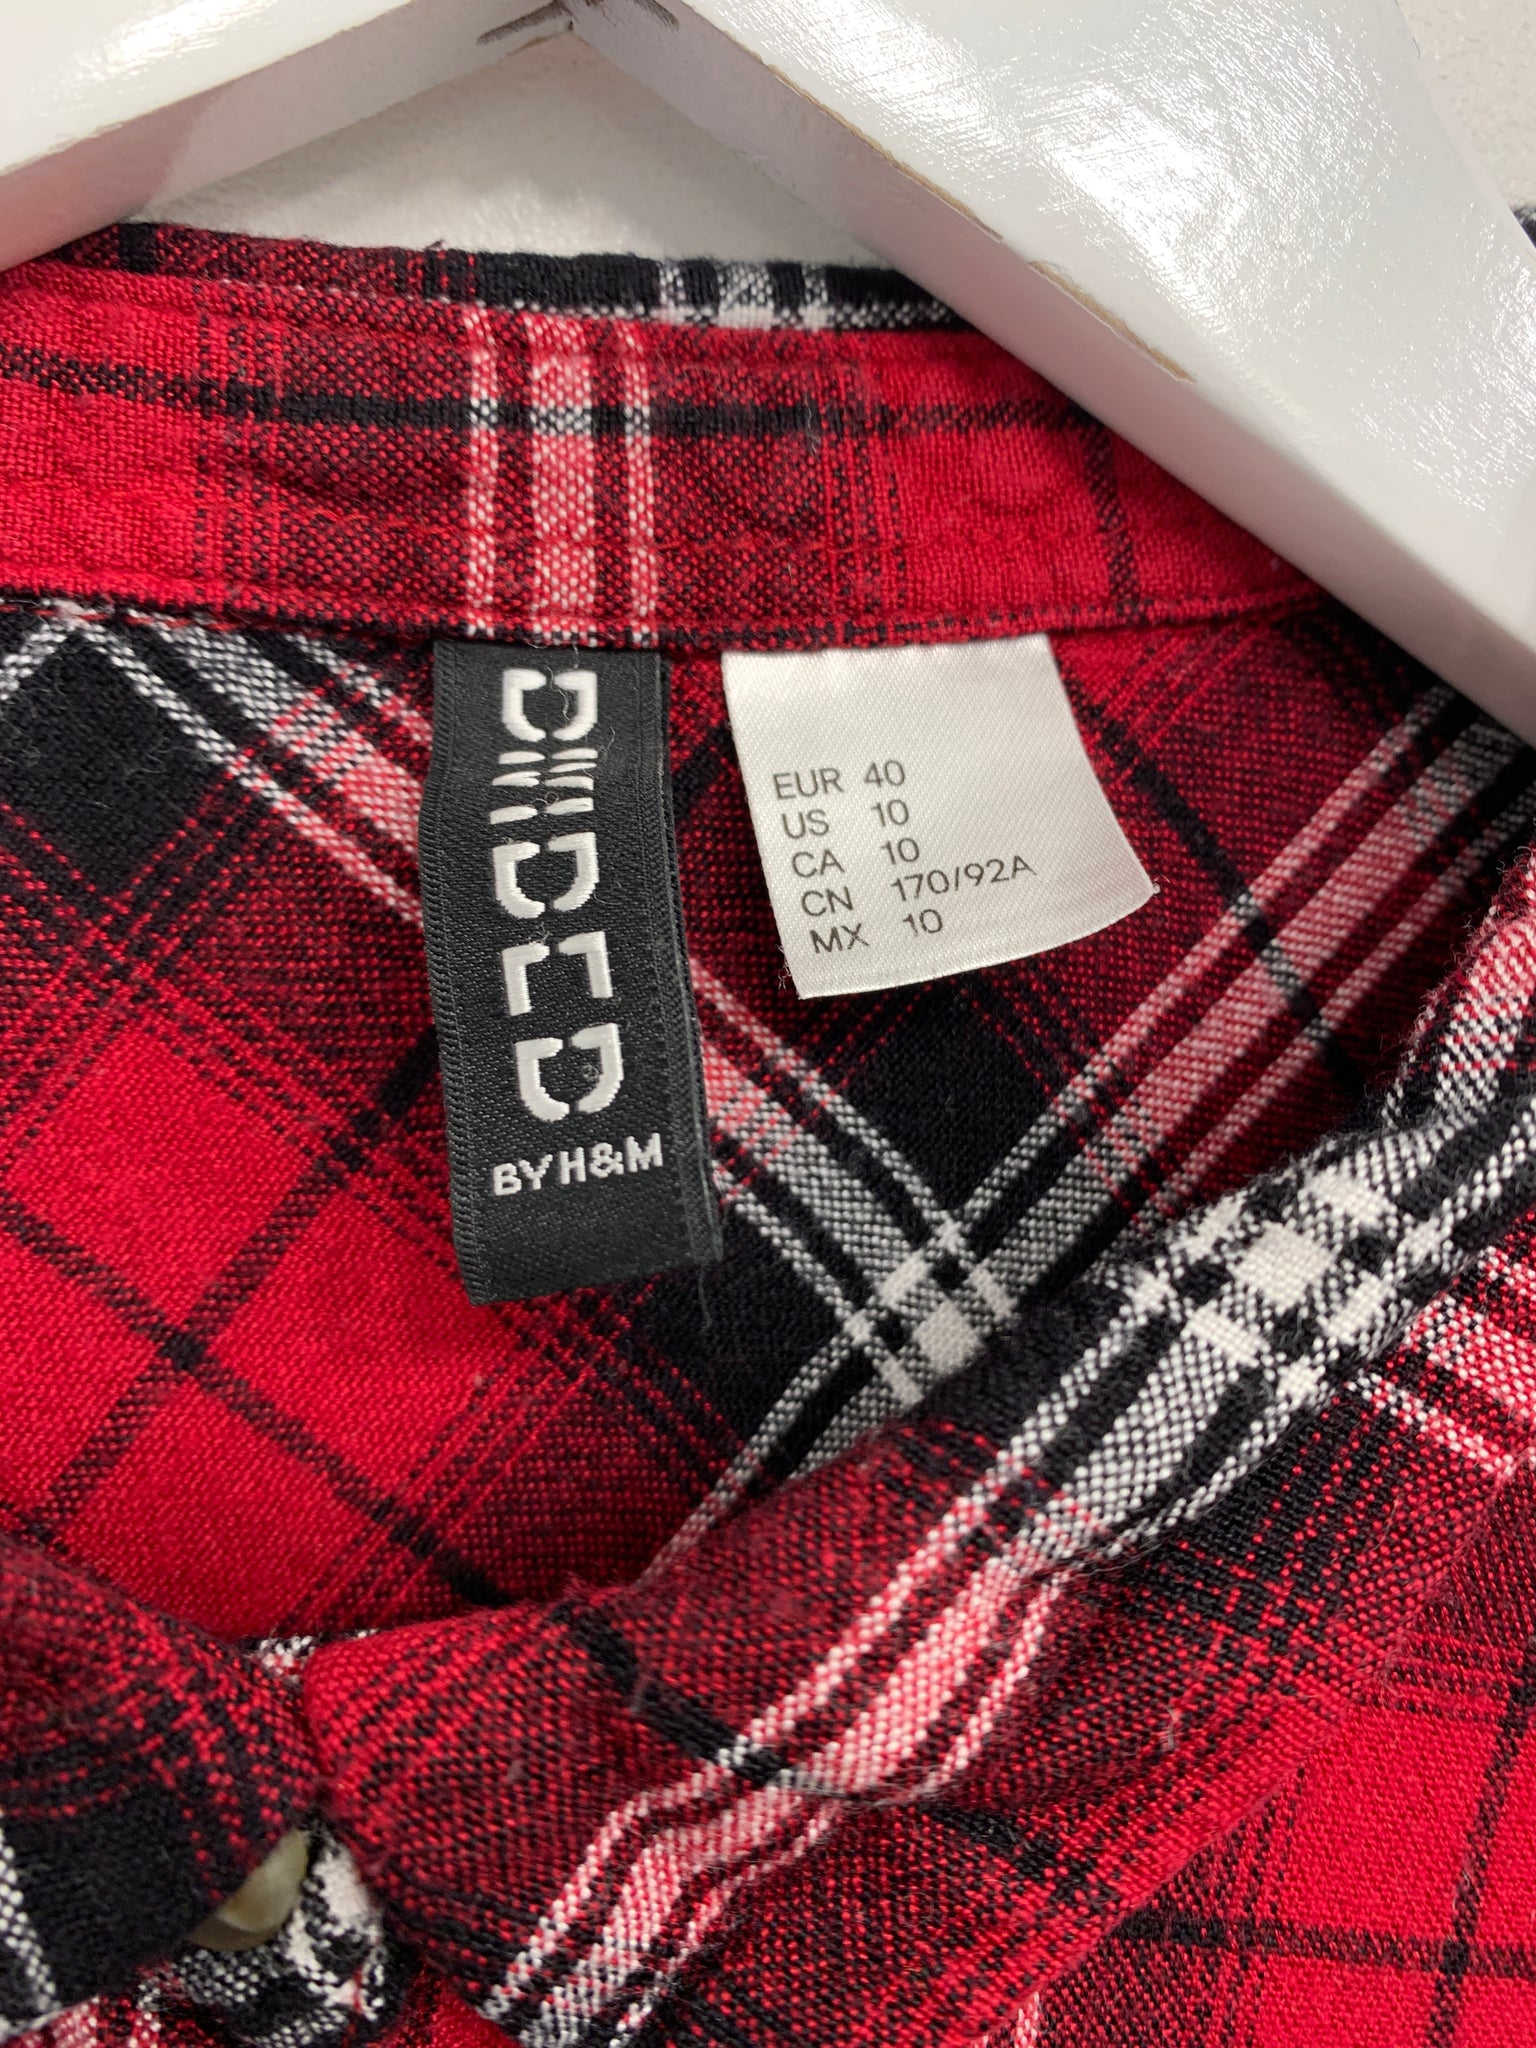 DIVIDED
BY H&M
EUR 40
US 10
CA 10
CN 170/92A
MX 10